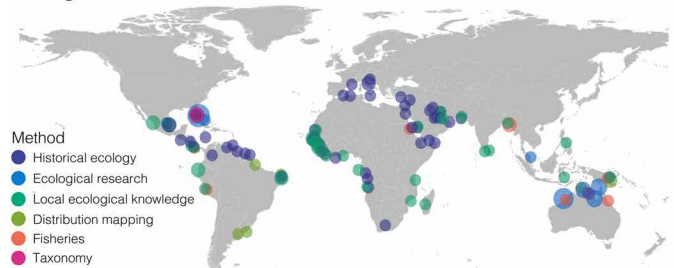 Method
Historical ecology
Ecological research
Local ecological knowledge
Distribution mapping
Fisheries
Taxonomy